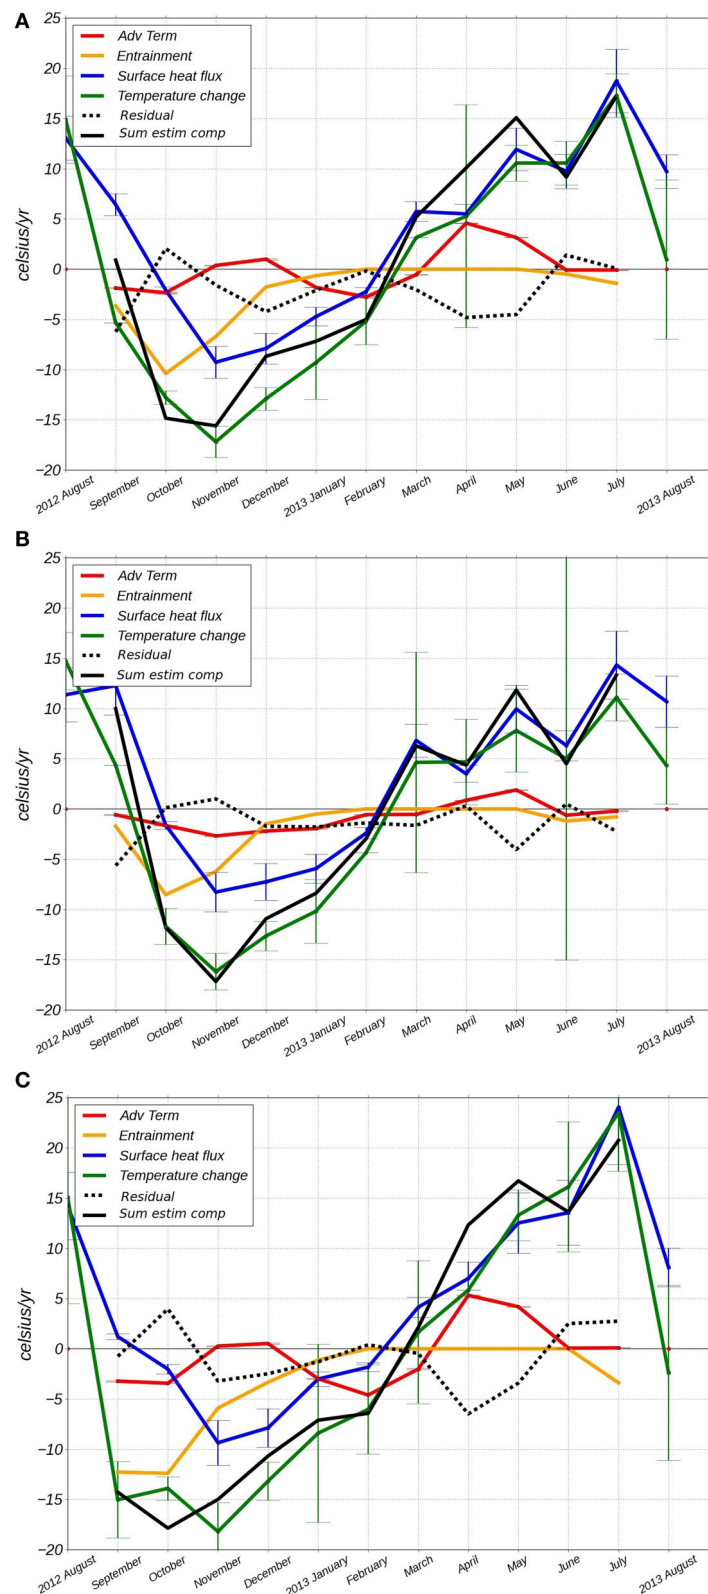 A
25
20
15
10
5
0
−5
−10
−15
−20
celsius/yr
Adv Term
Entrainment
Surface heat flux
Temperature change
Residual
Sum estim comp
2012 August
September
October
November
December
2013 January
February
March
April
May
June
July
2013 August
B
25
20
15
10
5
0
−5
−10
−15
−20
celsius/yr
Adv Term
Entrainment
Surface heat flux
Temperature change
Residual
Sum estim comp
2012 August
September
October
November
December
2013 January
February
March
April
May
June
July
2013 August
C
25
20
15
10
5
0
−5
−10
−15
−20
celsius/yr
Adv Term
Entrainment
Surface heat flux
Temperature change
Residual
Sum estim comp
2012 August
September
October
November
December
2013 January
February
March
April
May
June
July
2013 August